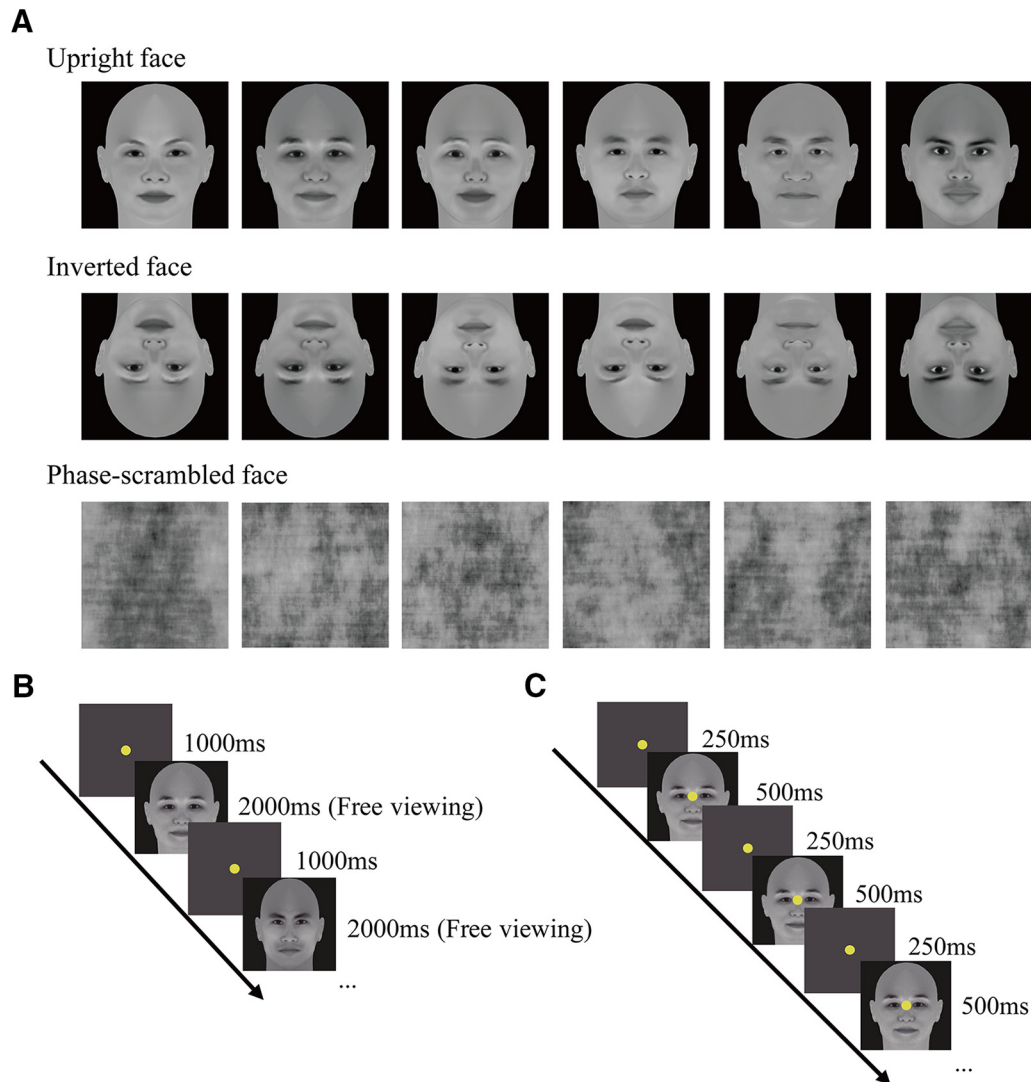 A
Upright face
Inverted face
Phase-scrambled face
B
1000ms
2000ms (Free viewing)
1000ms
2000ms (Free viewing)
...
C
250ms
500ms
250ms
500ms
250ms
500ms
...